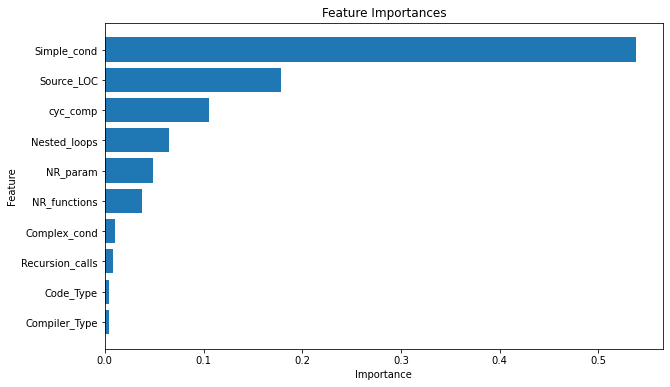 Feature Importances
Feature
Simple_cond
Source_LOC
cyc_comp
Nested_loops
NR_param
NR_functions
Complex_cond
Recursion_calls
Code_Type
Compiler_Type
0.0 0.1 0.2 0.3 0.4 0.5
Importance